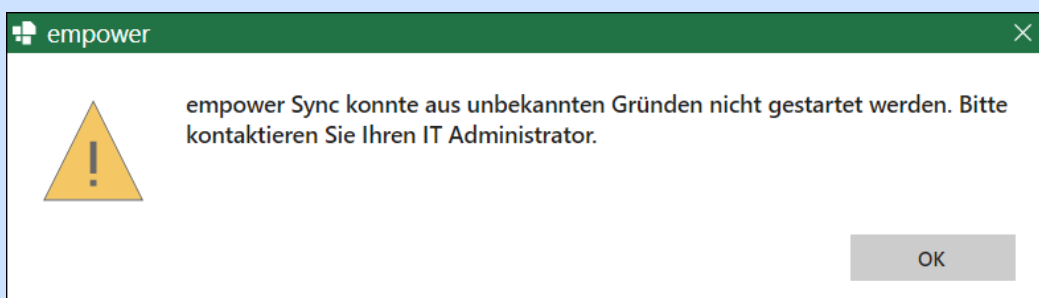 empower
empower Sync konnte aus unbekannten Gründen nicht gestartet werden. Bitte
kontaktieren Sie Ihren IT Administrator.
OK